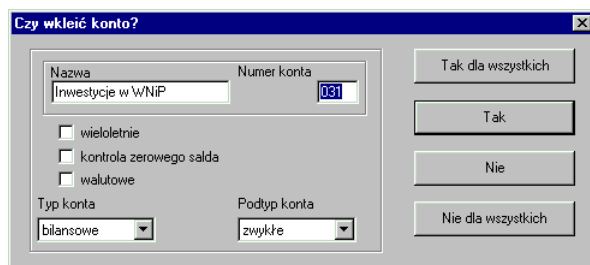 Czy wkleić konto?
Nazwa
Numer konta
Inwestycje w WNiP
031
wieloletnie
kontrola zerowego salda
walutowe
Typ konta
Podtyp konta
bilansowe
zwykłe
Tak dla wszystkich
Tak
Nie
Nie dla wszystkich